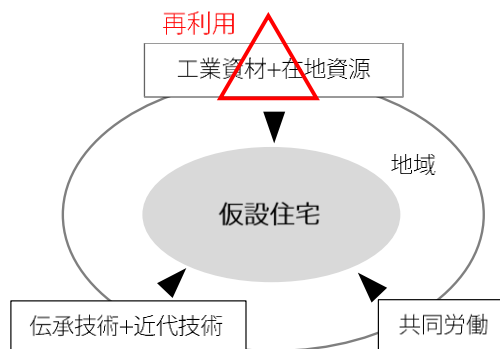 再利用
工業資材+在地資源
地域
仮設住宅
伝承技術+近代技術
共同労働